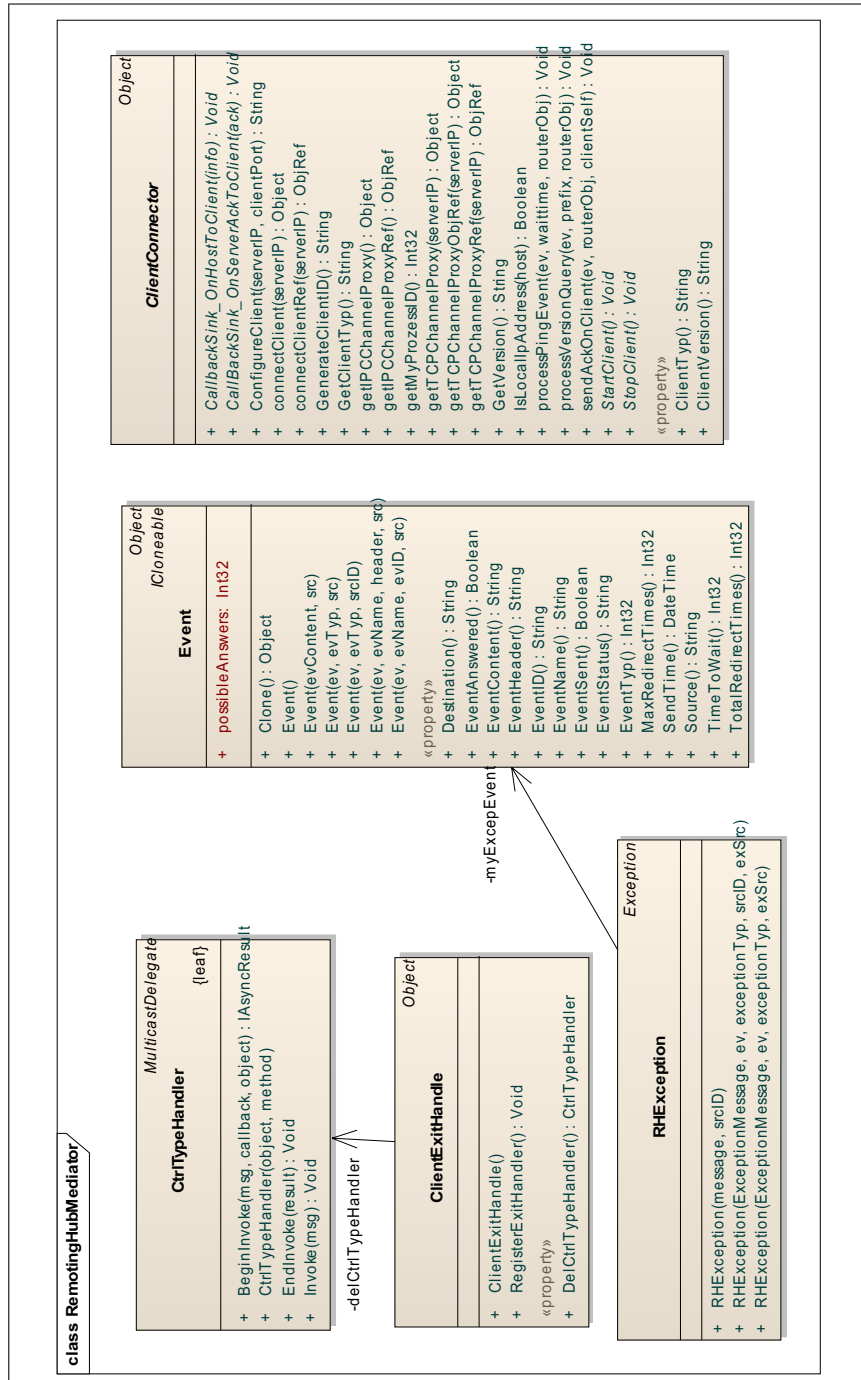 class RemotingHubMediator
MulticastDelegate
CtrlTypeHandler
{leaf}
+ BeginInvoke(msg, callback, object) : IAsyncResult
+ CtrlTypeHandler(object, method)
+ EndInvoke(result) : Void
+ Invoke(msg) : Void
-delCtrlTypeHandler
Object
ClientExitHandle
+ ClientExitHandle()
+ RegisterExitHandler() : Void
«property»
+ DelCtrlTypeHandler() : CtrlTypeHandler
Exception
RHException
+ RHException(message, srcID)
+ RHException(ExceptionMessage, ev, exceptionTyp, srcID, exSrc)
+ RHException(ExceptionMessage, ev, exceptionTyp, exSrc)
-myExcepEvent
Object
ICloneable
Event
+ possibleAnswers: Int32
+ Clone() : Object
+ Event()
+ Event(evContent, src)
+ Event(ev, evTyp, src)
+ Event(ev, evTyp, srcID)
+ Event(ev, evName, header, src)
+ Event(ev, evName, evID, src)
«property»
+ Destination() : String
+ EventAnswered() : Boolean
+ EventContent() : String
+ EventHeader() : String
+ EventID() : String
+ EventName() : String
+ EventSent() : Boolean
+ EventStatus() : String
+ EventTyp() : Int32
+ MaxRedirectTimes() : Int32
+ SendTime() : DateTime
+ Source() : String
+ TimeToWait() : Int32
+ TotalRedirectTimes() : Int32
Object
ClientConnector
+ CallbackSink_OnHostToClient(info) : Void
+ CallBackSink_OnServerAckToClient(ack) : Void
+ ConfigureClient(serverIP, clientPort) : String
+ connectClient(serverIP) : Object
+ connectClientRef(serverIP) : ObjRef
+ GenerateClientID() : String
+ GetClientTyp() : String
+ getIPCChannelProxy() : Object
+ getIPCChannelProxyRef() : ObjRef
+ getMyProzessID() : Int32
+ getTCPChannelProxy(serverIP) : Object
+ getTCPChannelProxyObjRef(serverIP) : Object
+ getTCPChannelProxyRef(serverIP) : ObjRef
+ GetVersion() : String
+ IsLocalIpAddress(host) : Boolean
+ processPingEvent(ev, waittime, routerObj) : Void
+ processVersionQuery(ev, prefix, routerObj) : Void
+ sendAckOnClient(ev, routerObj, clientSelf) : Void
+ StartClient() : Void
+ StopClient() : Void
«property»
+ ClientTyp() : String
+ ClientVersion() : String